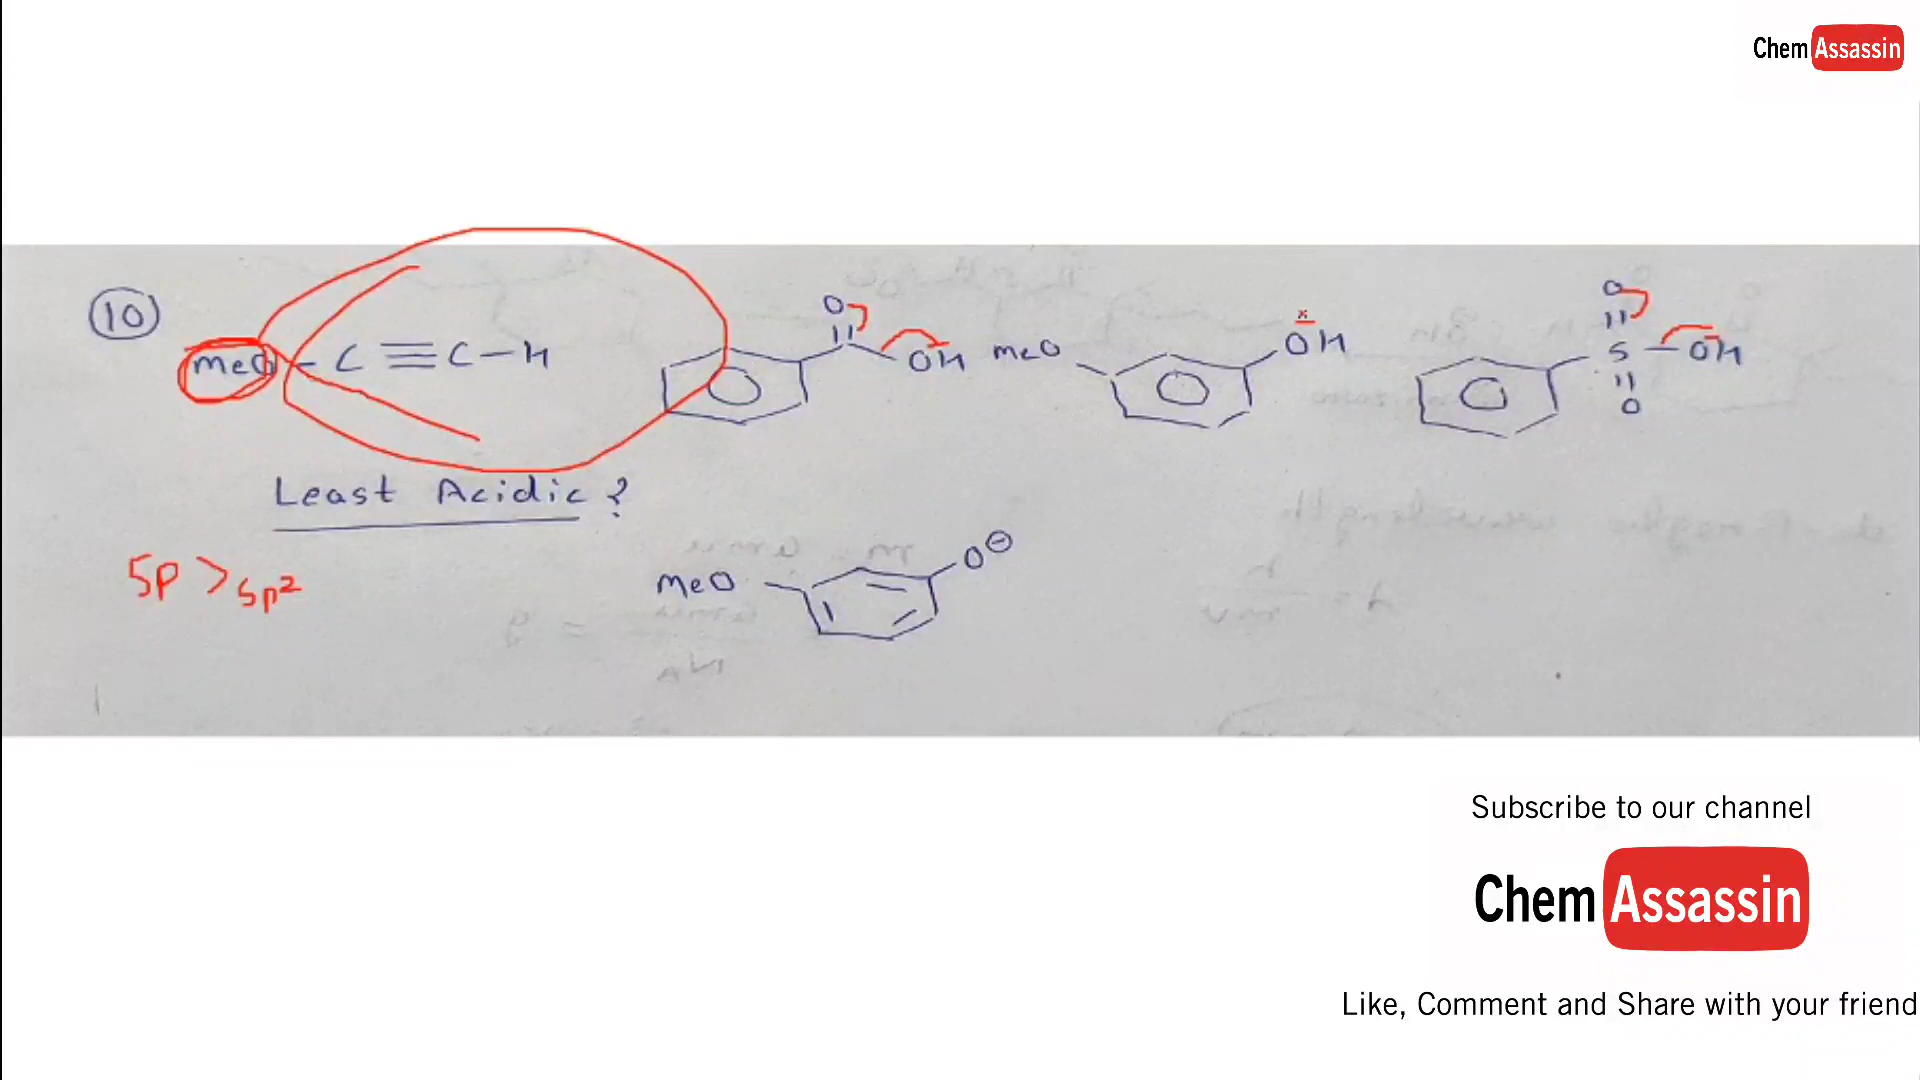 Chem Assassin
10
MeO - C ≡ C - H
O
OH
MeO
x
OH
O
S - OH
O
Least Acidic ?
Sp > Sp²
MeO
O⊖
Subscribe to our channel
Chem Assassin
Like, Comment and Share with your friend